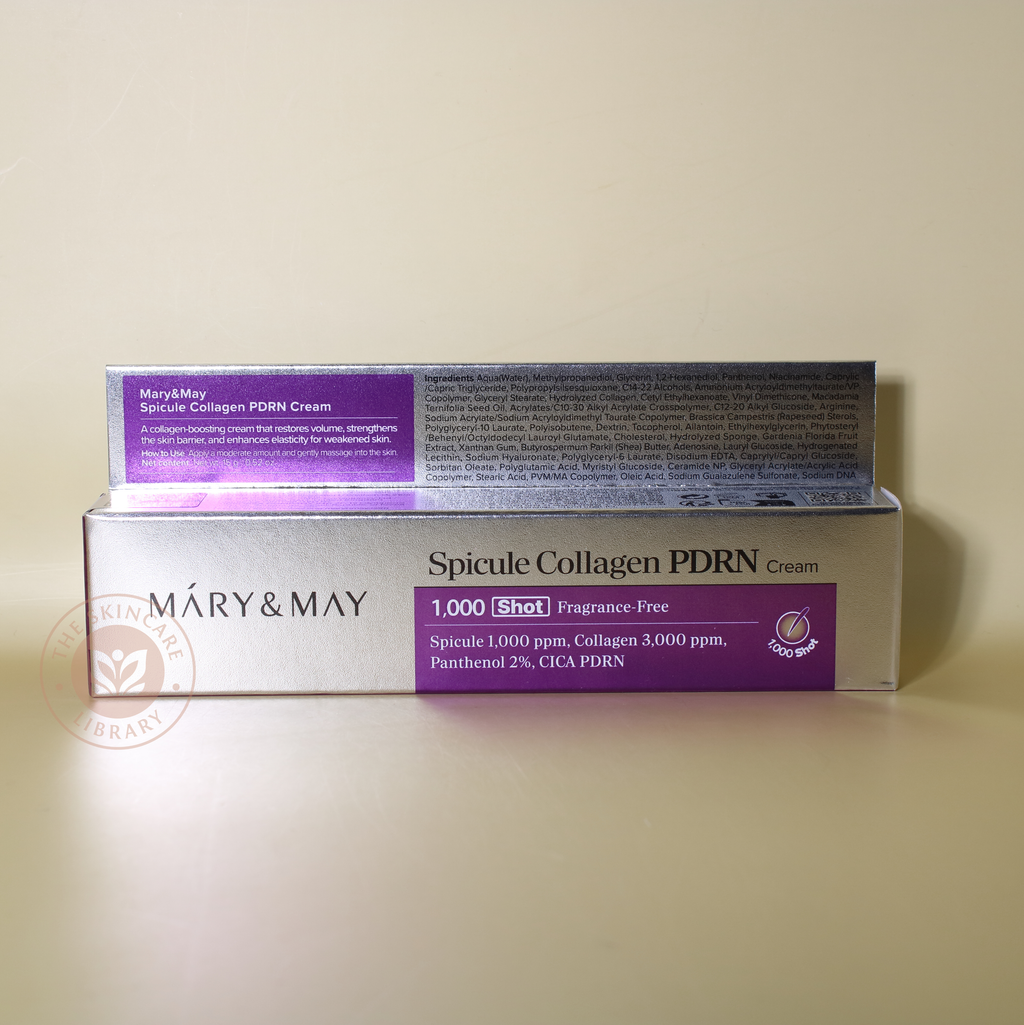 Mary&May
Spicule Collagen PDRN Cream
A collagen-boosting cream that restores volume, strengthens
the skin barrier, and enhances elasticity for weakened skin.
How to Use Apply a moderate amount and gently massage into the skin.
Net content Net wt. 15 g / 0.52 oz.
Ingredients Aqua(Water), Methylpropanediol, Glycerin, 1,2-Hexanediol, Panthenol, Niacinamide, Caprylic
/Capric Triglyceride, Polypropylsilsesquioxane, C14-22 Alcohols, Ammonium Acryloyldimethyltaurate/VP
Copolymer, Glyceryl Stearate, Hydrolyzed Collagen, Cetyl Ethylhexanoate, Vinyl Dimethicone, Macadamia
Ternifolia Seed Oil, Acrylates/C10-30 Alkyl Acrylate Crosspolymer, C12-20 Alkyl Glucoside, Arginine,
Sodium Acrylate/Sodium Acryloyldimethyl Taurate Copolymer, Brassica Campestris (Rapeseed) Sterols,
Polyglyceryl-10 Laurate, Polyisobutene, Dextrin, Tocopherol, Allantoin, Ethylhexylglycerin, Phytosteryl
/Behenyl/Octyldodecyl Lauroyl Glutamate, Cholesterol, Hydrolyzed Sponge, Gardenia Florida Fruit
Extract, Xanthan Gum, Butyrospermum Parkii (Shea) Butter, Adenosine, Lauryl Glucoside, Hydrogenated
Lecithin, Sodium Hyaluronate, Polyglyceryl-6 Laurate, Disodium EDTA, Caprylyl/Capryl Glucoside,
Sorbitan Oleate, Polyglutamic Acid, Myristyl Glucoside, Ceramide NP, Glyceryl Acrylate/Acrylic Acid
Copolymer, Stearic Acid, PVM/MA Copolymer, Oleic Acid, Sodium Guaiazulene Sulfonate, Sodium DNA
MÁRY&MAY
Spicule Collagen PDRN Cream
1,000 Shot Fragrance-Free
Spicule 1,000 ppm, Collagen 3,000 ppm,
Panthenol 2%, CICA PDRN
1,000 Shot
THE SKINCARE
LIBRARY